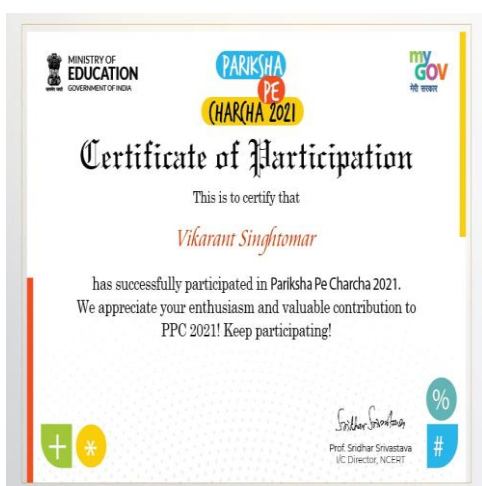 MINISTRY OF
EDUCATION
GOVERNMENT OF INDIA
PARIKSHA
PE
CHARCHA 2021
my
GOV
मेरी सरकार
Certificate of Participation
This is to certify that
Vikarant Singhtomar
has successfully participated in Pariksha Pe Charcha 2021.
We appreciate your enthusiasm and valuable contribution to
PPC 2021! Keep participating!
Sridhar Srivastava
Prof. Sridhar Srivastava
I/C Director, NCERT
%
+ * #